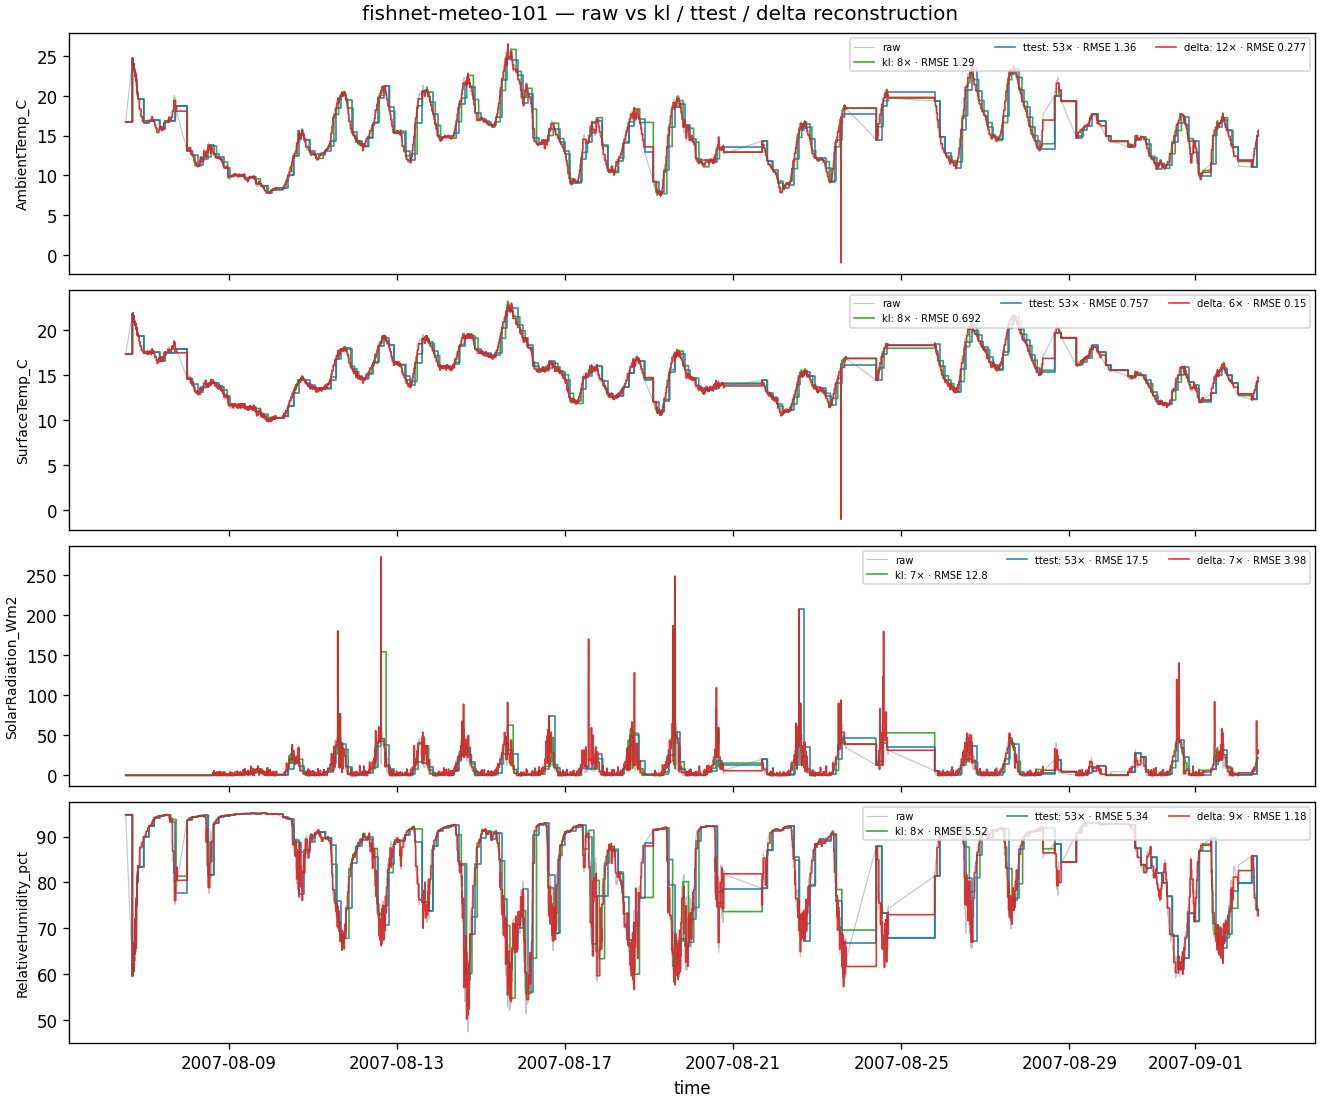 fishnet-meteo-101 — raw vs kl / ttest / delta reconstruction
raw
kl: 8× · RMSE 1.29
ttest: 53× · RMSE 1.36
delta: 12× · RMSE 0.277
AmbientTemp_C
25
20
15
10
5
0
raw
kl: 8× · RMSE 0.692
ttest: 53× · RMSE 0.757
delta: 6× · RMSE 0.15
SurfaceTemp_C
20
15
10
5
0
raw
kl: 7× · RMSE 12.8
ttest: 53× · RMSE 17.5
delta: 7× · RMSE 3.98
SolarRadiation_Wm2
250
200
150
100
50
0
raw
kl: 8× · RMSE 5.52
ttest: 53× · RMSE 5.34
delta: 9× · RMSE 1.18
RelativeHumidity_pct
90
80
70
60
50
2007-08-09 2007-08-13 2007-08-17 2007-08-21 2007-08-25 2007-08-29 2007-09-01
time